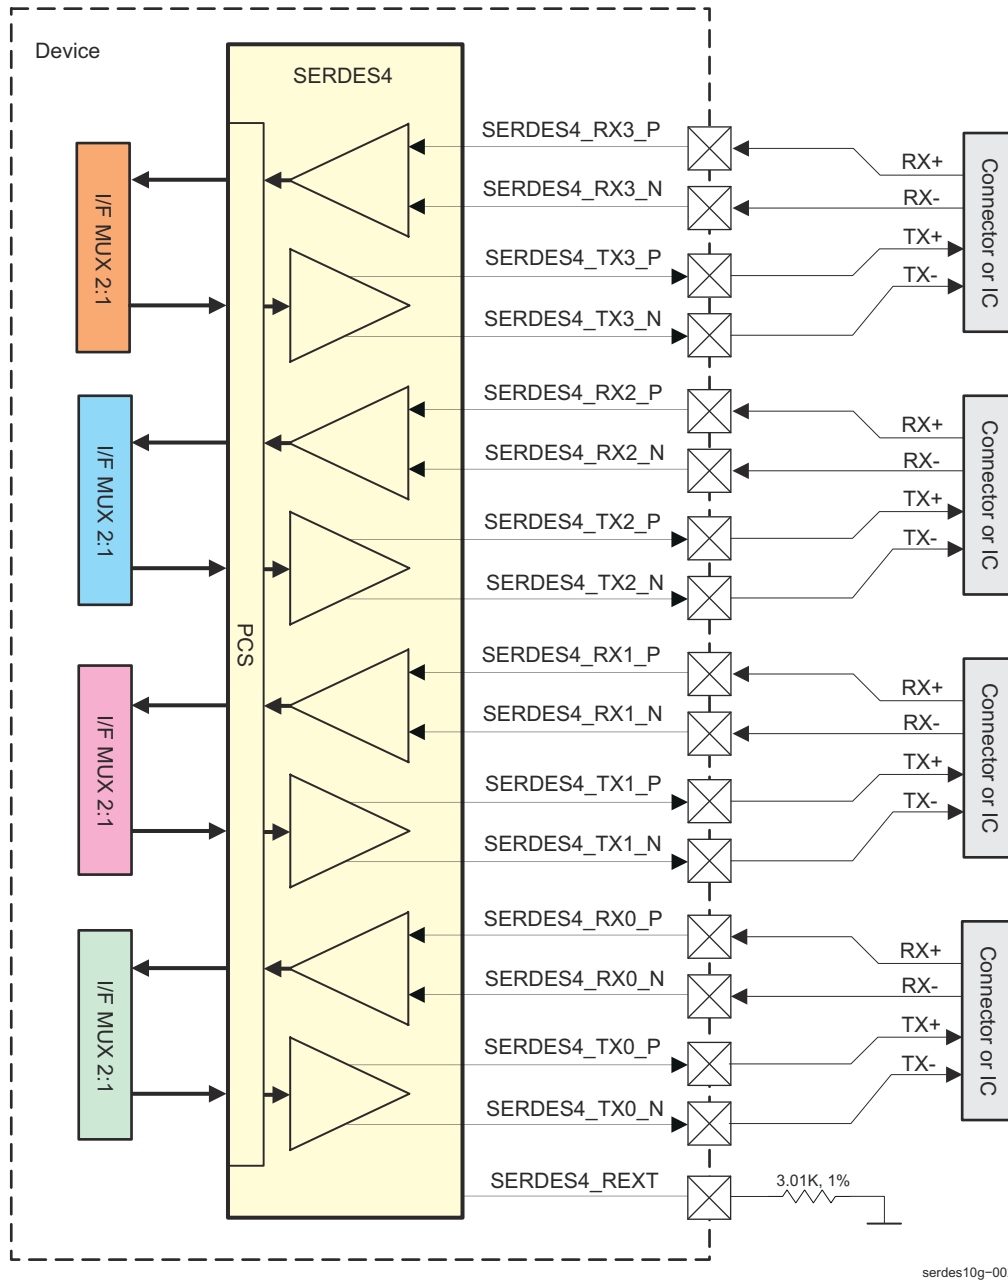 Device
SERDES4
PCS
I/F MUX 2:1
SERDES4_RX3_P
SERDES4_RX3_N
SERDES4_TX3_P
SERDES4_TX3_N
RX+
RX-
TX+
TX-
Connector or IC
I/F MUX 2:1
SERDES4_RX2_P
SERDES4_RX2_N
SERDES4_TX2_P
SERDES4_TX2_N
RX+
RX-
TX+
TX-
Connector or IC
I/F MUX 2:1
SERDES4_RX1_P
SERDES4_RX1_N
SERDES4_TX1_P
SERDES4_TX1_N
RX+
RX-
TX+
TX-
Connector or IC
I/F MUX 2:1
SERDES4_RX0_P
SERDES4_RX0_N
SERDES4_TX0_P
SERDES4_TX0_N
RX+
RX-
TX+
TX-
Connector or IC
SERDES4_REXT
3.01K, 1%
serdes10g−00